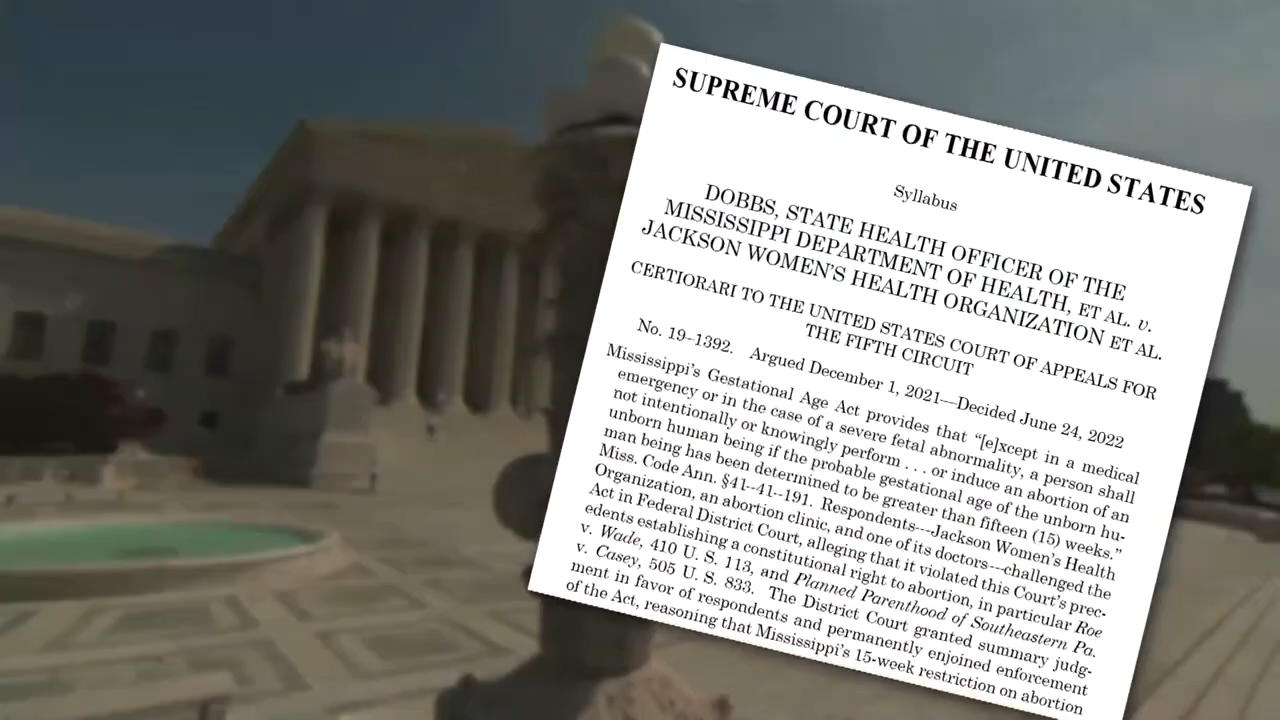 SUPREME COURT OF THE UNITED STATES
Syllabus
DOBBS, STATE HEALTH OFFICER OF THE
MISSISSIPPI DEPARTMENT OF HEALTH, ET AL. v.
JACKSON WOMEN'S HEALTH ORGANIZATION ET AL.
CERTIORARI TO THE UNITED STATES COURT OF APPEALS FOR
THE FIFTH CIRCUIT
No. 19–1392. Argued December 1, 2021—Decided June 24, 2022
Mississippi's Gestational Age Act provides that “[e]xcept in a medical
emergency or in the case of a severe fetal abnormality, a person shall
not intentionally or knowingly perform . . . or induce an abortion of an
unborn human being if the probable gestational age of the unborn hu-
man being has been determined to be greater than fifteen (15) weeks.”
Miss. Code Ann. §41–41–191. Respondents—Jackson Women's Health
Organization, an abortion clinic, and one of its doctors—challenged the
Act in Federal District Court, alleging that it violated this Court's prec-
edents establishing a constitutional right to abortion, in particular Roe
v. Wade, 410 U. S. 113, and Planned Parenthood of Southeastern Pa.
v. Casey, 505 U. S. 833. The District Court granted summary judg-
ment in favor of respondents and permanently enjoined enforcement
of the Act, reasoning that Mississippi's 15-week restriction on abortion